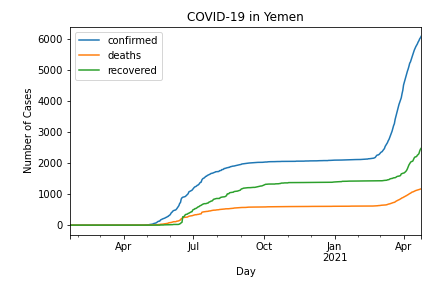 COVID-19 in Yemen
confirmed
deaths
recovered
Number of Cases
6000
5000
4000
3000
2000
1000
0
Apr
Jul
Oct
Jan
2021
Apr
Day